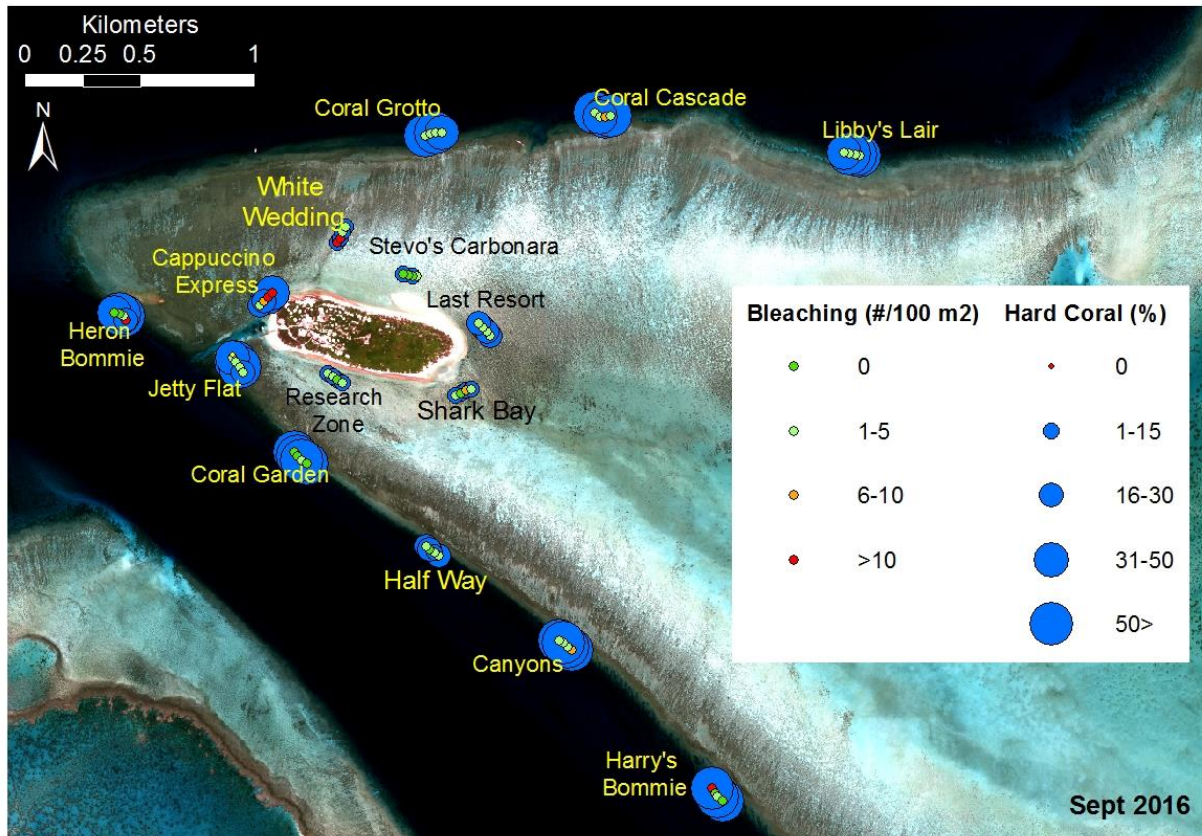 Kilometers
0 0.25 0.5 1
N
Coral Grotto
Coral Cascade
Libby's Lair
White
Wedding
Stevo's Carbonara
Cappuccino
Express
Last Resort
Heron
Bommie
Jetty Flat
Research
Zone
Shark Bay
Coral Garden
Half Way
Canyons
Harry's
Bommie
Bleaching (#/100 m2) Hard Coral (%)
0 0
1-5 1-15
6-10 16-30
>10 31-50
50>
Sept 2016